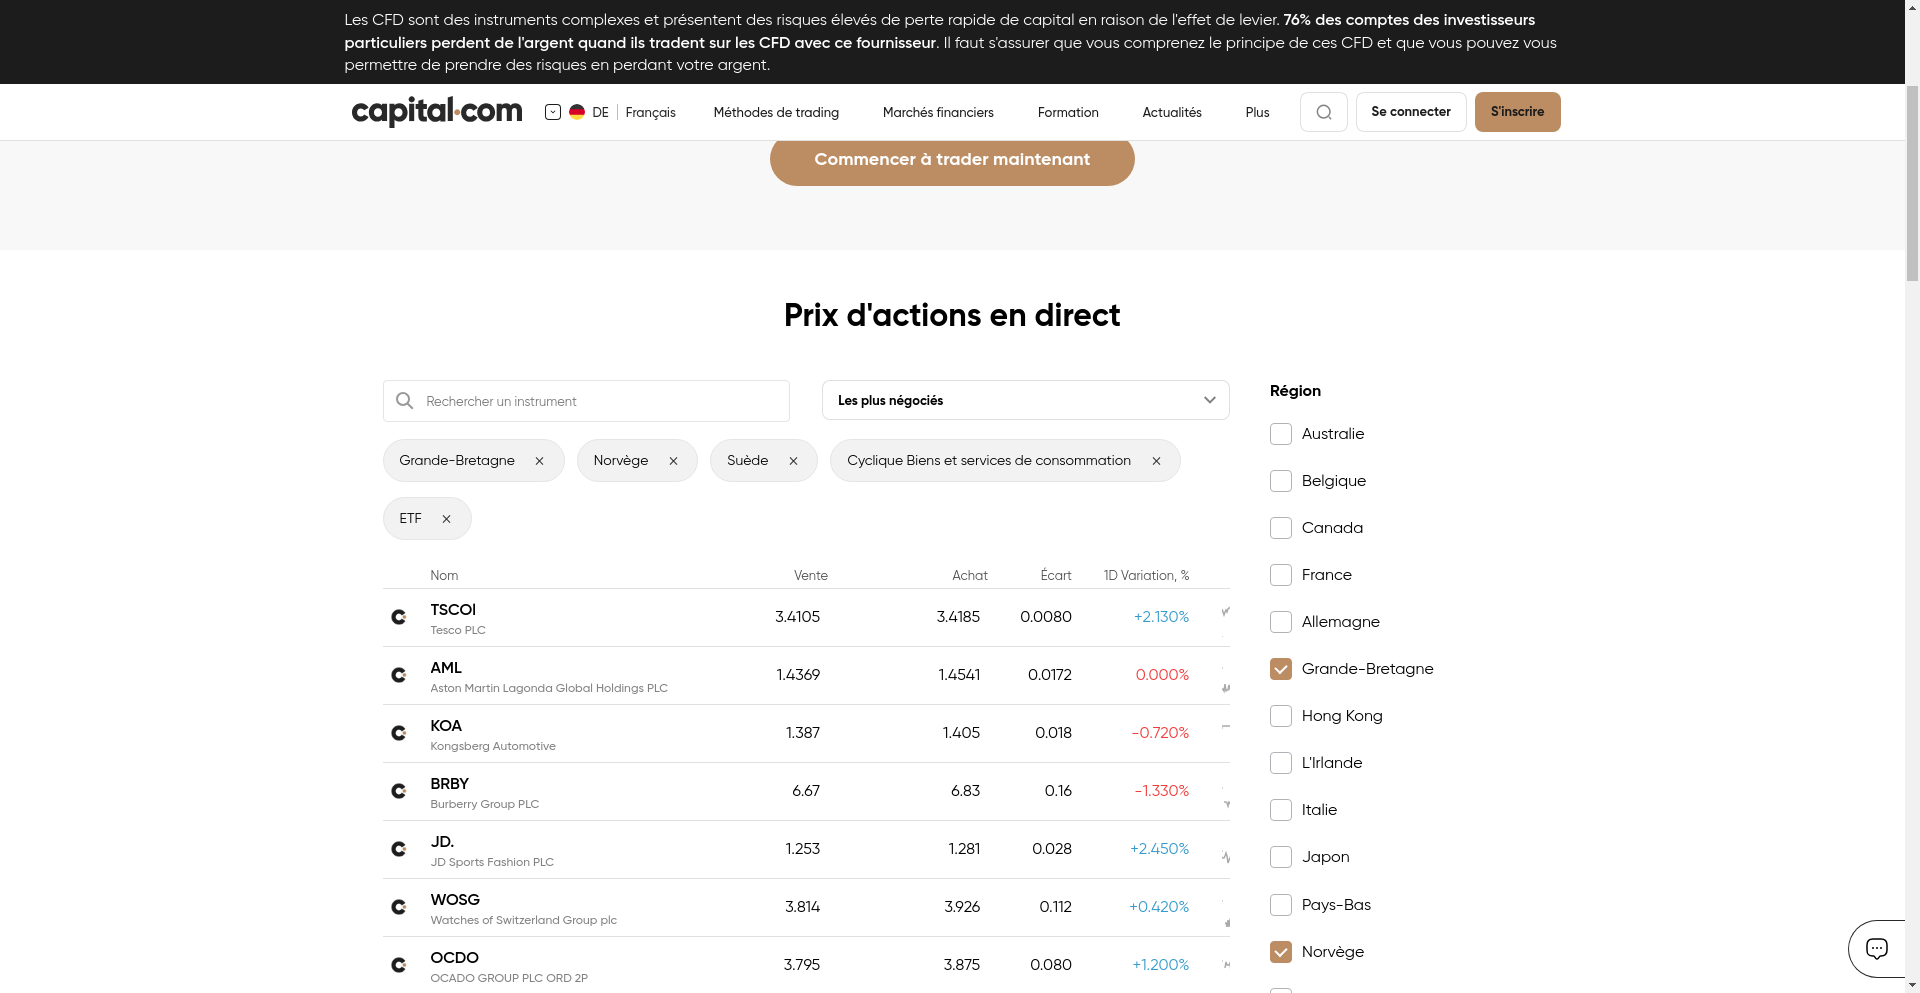 Les CFD sont des instruments complexes et présentent des risques élevés de perte rapide de capital en raison de l'effet de levier. 76% des comptes des investisseurs
particuliers perdent de l'argent quand ils tradent sur les CFD avec ce fournisseur. Il faut s'assurer que vous comprenez le principe de ces CFD et que vous pouvez vous
permettre de prendre des risques en perdant votre argent.
capital.com DE Français Méthodes de trading Marchés financiers Formation Actualités Plus Se connecter S'inscrire
Commencer à trader maintenant
Prix d'actions en direct
Rechercher un instrument
Les plus négociés
Grande-Bretagne × Norvège × Suède × Cyclique Biens et services de consommation ×
ETF ×
Nom Vente Achat Écart 1D Variation, %
TSCOl 3.4105 3.4185 0.0080 +2.130%
Tesco PLC
AML 1.4369 1.4541 0.0172 0.000%
Aston Martin Lagonda Global Holdings PLC
KOA 1.387 1.405 0.018 -0.720%
Kongsberg Automotive
BRBY 6.67 6.83 0.16 -1.330%
Burberry Group PLC
JD. 1.253 1.281 0.028 +2.450%
JD Sports Fashion PLC
WOSG 3.814 3.926 0.112 +0.420%
Watches of Switzerland Group plc
OCDO 3.795 3.875 0.080 +1.200%
OCADO GROUP PLC ORD 2P
Région
Australie
Belgique
Canada
France
Allemagne
Grande-Bretagne
Hong Kong
L'Irlande
Italie
Japon
Pays-Bas
Norvège